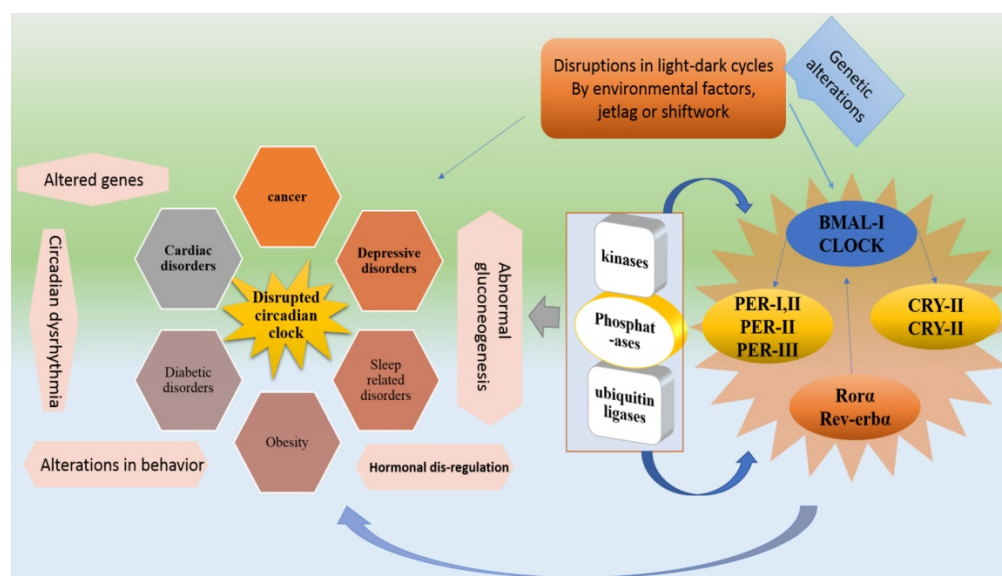 Disruptions in light-dark cycles
By environmental factors,
jetlag or shiftwork
Genetic
alterations
Altered genes
cancer
Cardiac
disorders
Depressive
disorders
Circadian dysrhythmia
Disrupted
circadian
clock
Abnormal
gluconeogenesis
Diabetic
disorders
Sleep
related
disorders
Obesity
Alterations in behavior
Hormonal dis-regulation
kinases
Phosphat
-ases
ubiquitin
ligases
BMAL-I
CLOCK
PER-I,II
PER-II
PER-III
CRY-II
CRY-II
Rorα
Rev-erbα